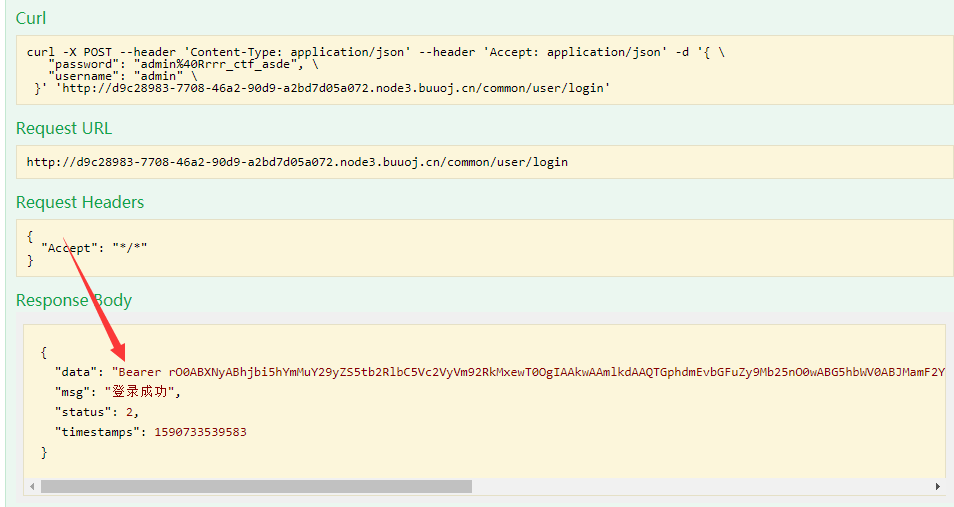 Curl
curl -X POST --header 'Content-Type: application/json' --header 'Accept: application/json' -d '{ \
"password": "admin%40Rrrr_ctf_asde", \
"username": "admin" \
}' 'http://d9c28983-7708-46a2-90d9-a2bd7d05a072.node3.buuoj.cn/common/user/login'
Request URL
http://d9c28983-7708-46a2-90d9-a2bd7d05a072.node3.buuoj.cn/common/user/login
Request Headers
{
"Accept": "*/*"
}
Response Body
{
"data": "Bearer rO0ABXNyABhjbi5hYmMuY29yZS5tb2RlbC5Vc2VyVm92RkMxewT0OgIAAkwAAmlkdAAQTGphdmEvbGFuZy9Mb25nO0wABG5hbWV0ABJMamF2Y
"msg": "登录成功",
"status": 2,
"timestamps": 1590733539583
}